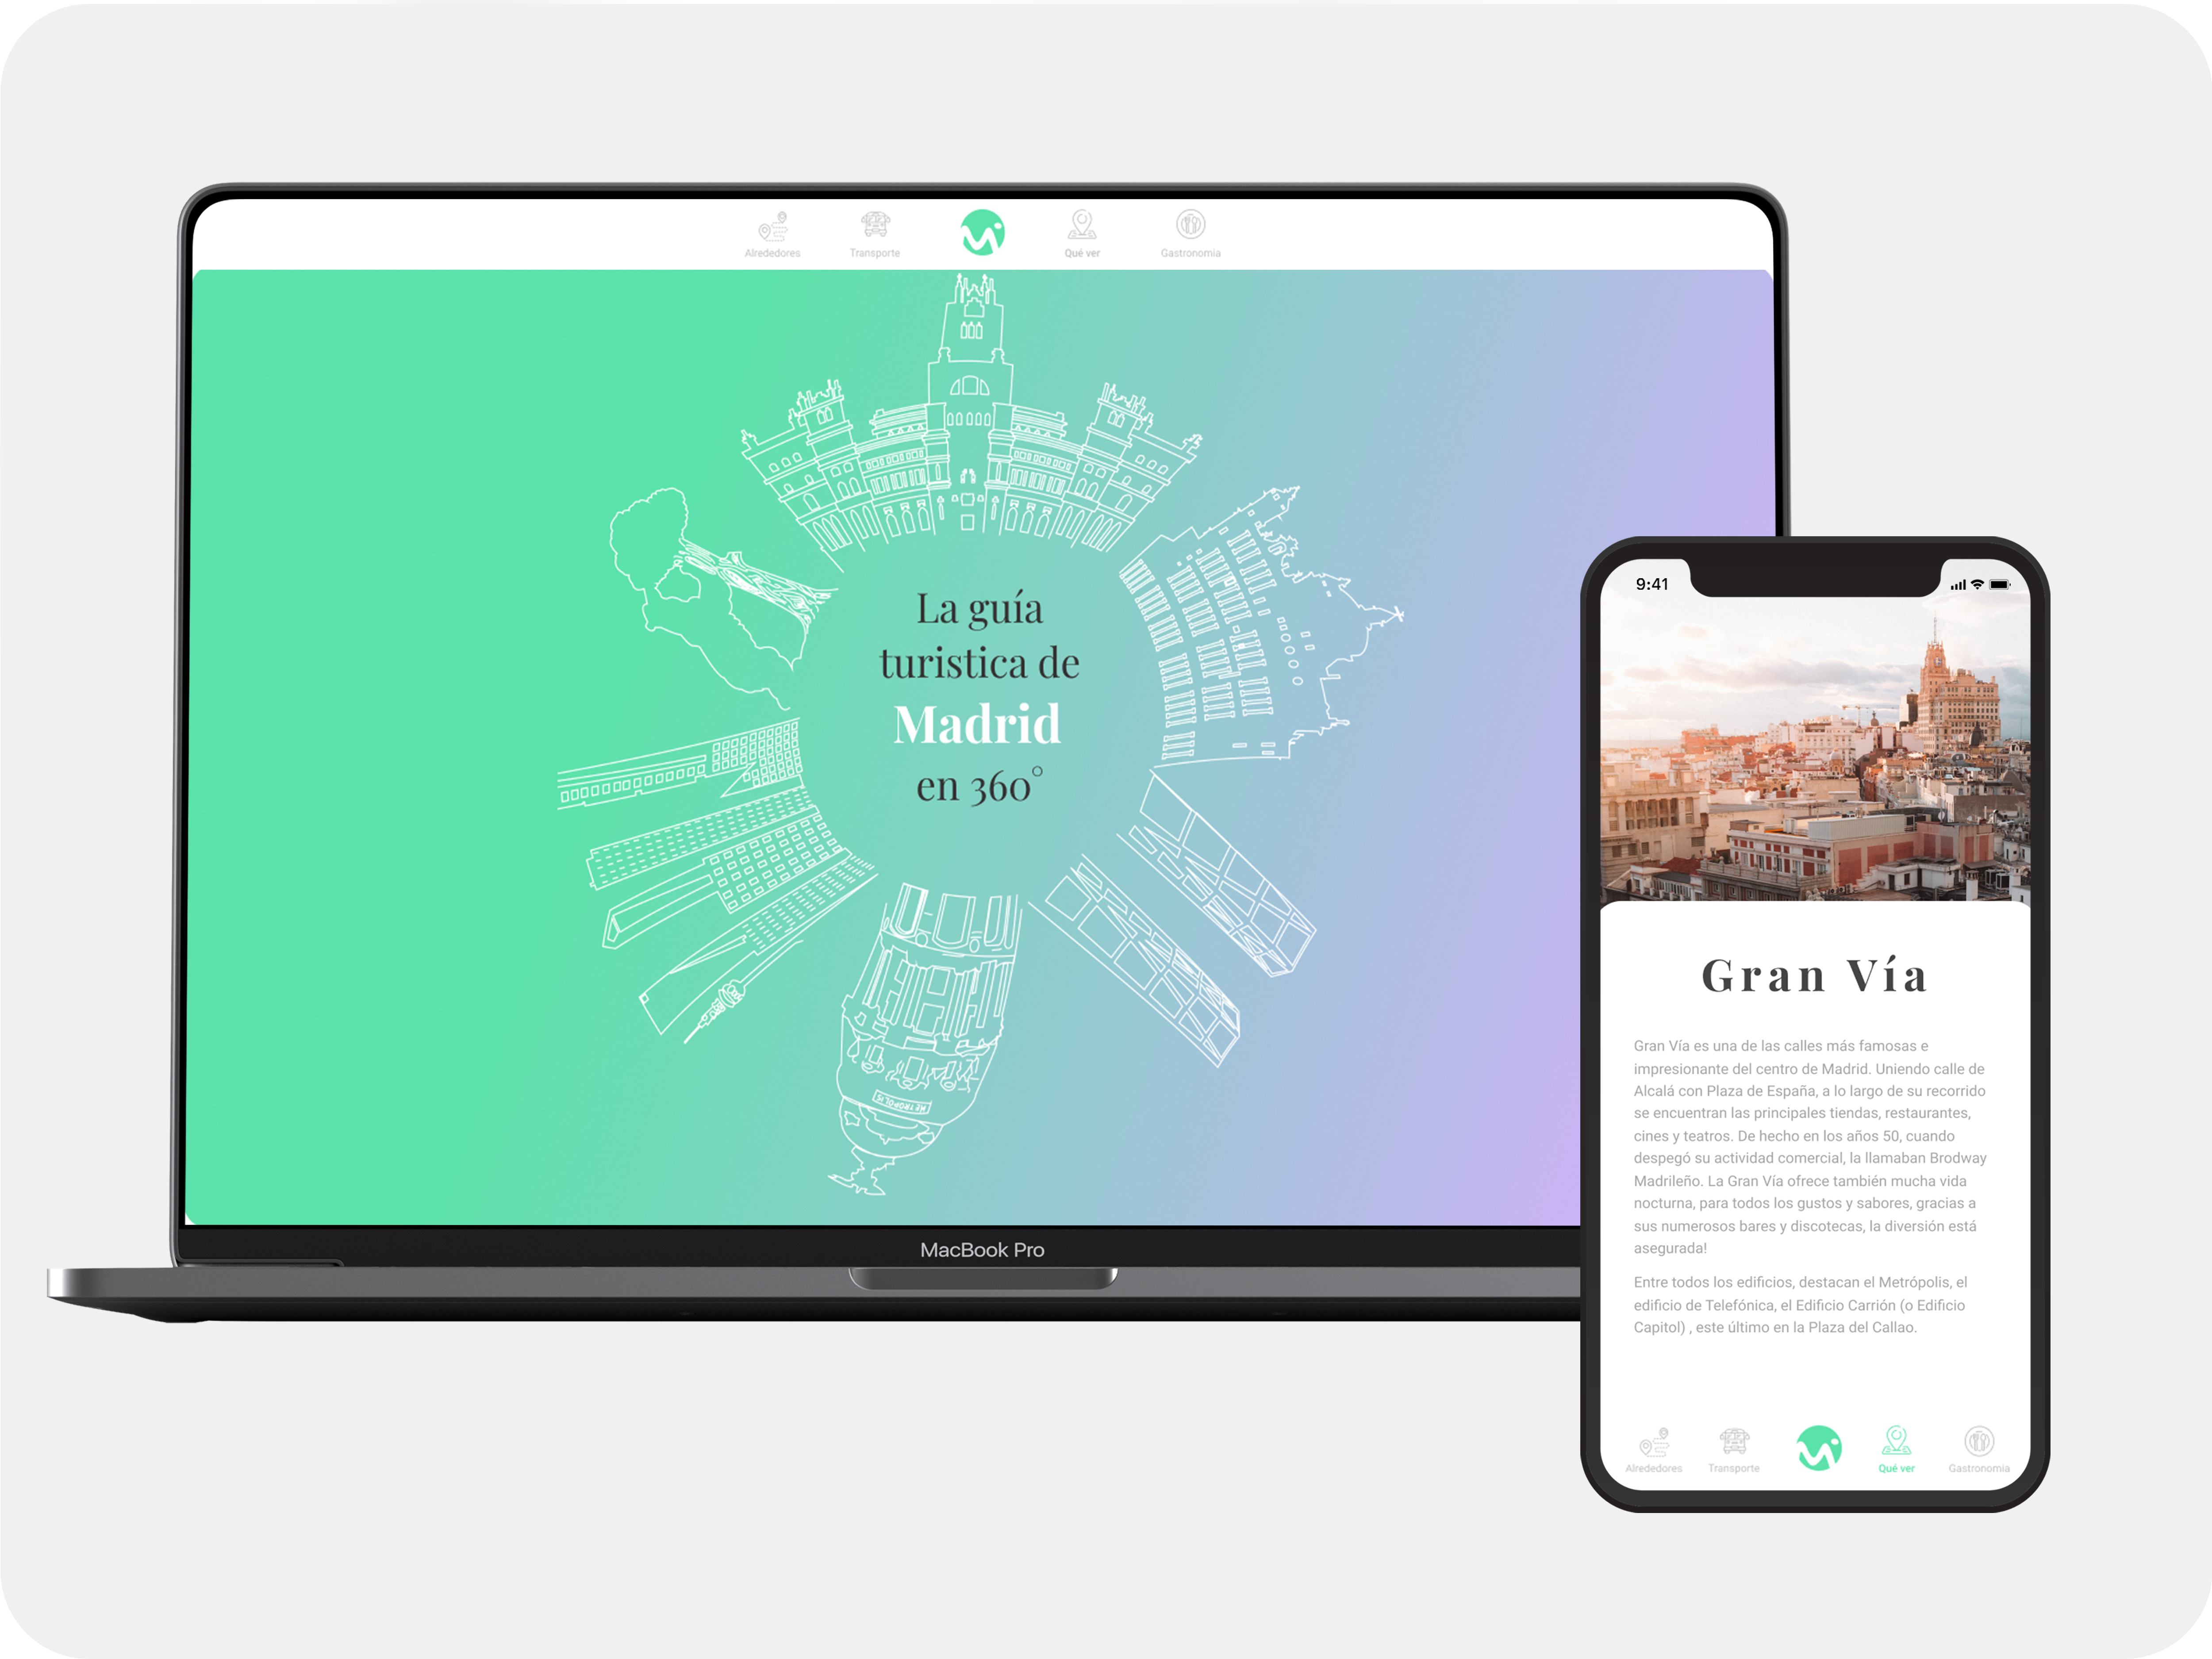 Alrededores
Transporte
Qué ver
Gastronomia
La guía
turistica de
Madrid
en 360°
METROPOLIS
MacBook Pro
9:41
Gran Vía
Gran Vía es una de las calles más famosas e
impresionante del centro de Madrid. Uniendo calle de
Alcalá con Plaza de España, a lo largo de su recorrido
se encuentran las principales tiendas, restaurantes,
cines y teatros. De hecho en los años 50, cuando
despegó su actividad comercial, la llamaban Brodway
Madrileño. La Gran Vía ofrece también mucha vida
nocturna, para todos los gustos y sabores, gracias a
sus numerosos bares y discotecas, la diversión está
asegurada!
Entre todos los edificios, destacan el Metrópolis, el
edificio de Telefónica, el Edificio Carrión (o Edificio
Capitol) , este último en la Plaza del Callao.
Alrededores
Transporte
Qué ver
Gastronomia